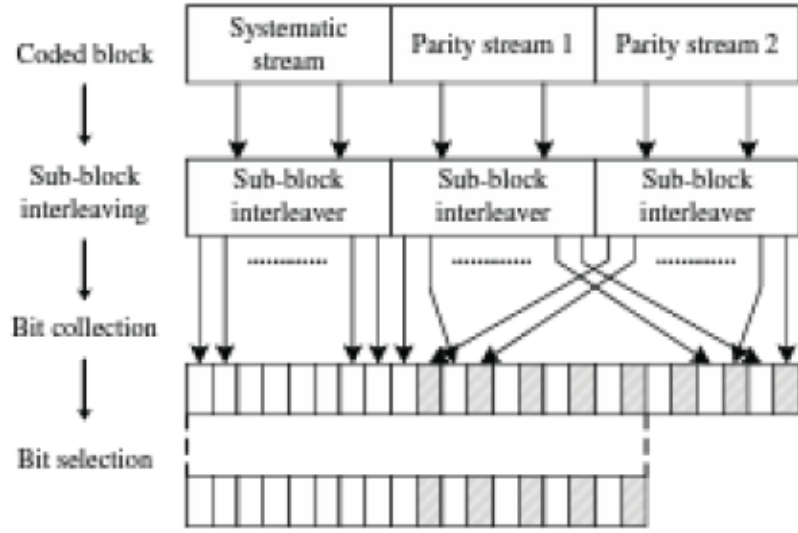 Coded block
Systematic
stream
Parity stream 1
Parity stream 2
Sub-block
interleaving
Sub-block
interleaver
Sub-block
interleaver
Sub-block
interleaver
Bit collection
Bit selection